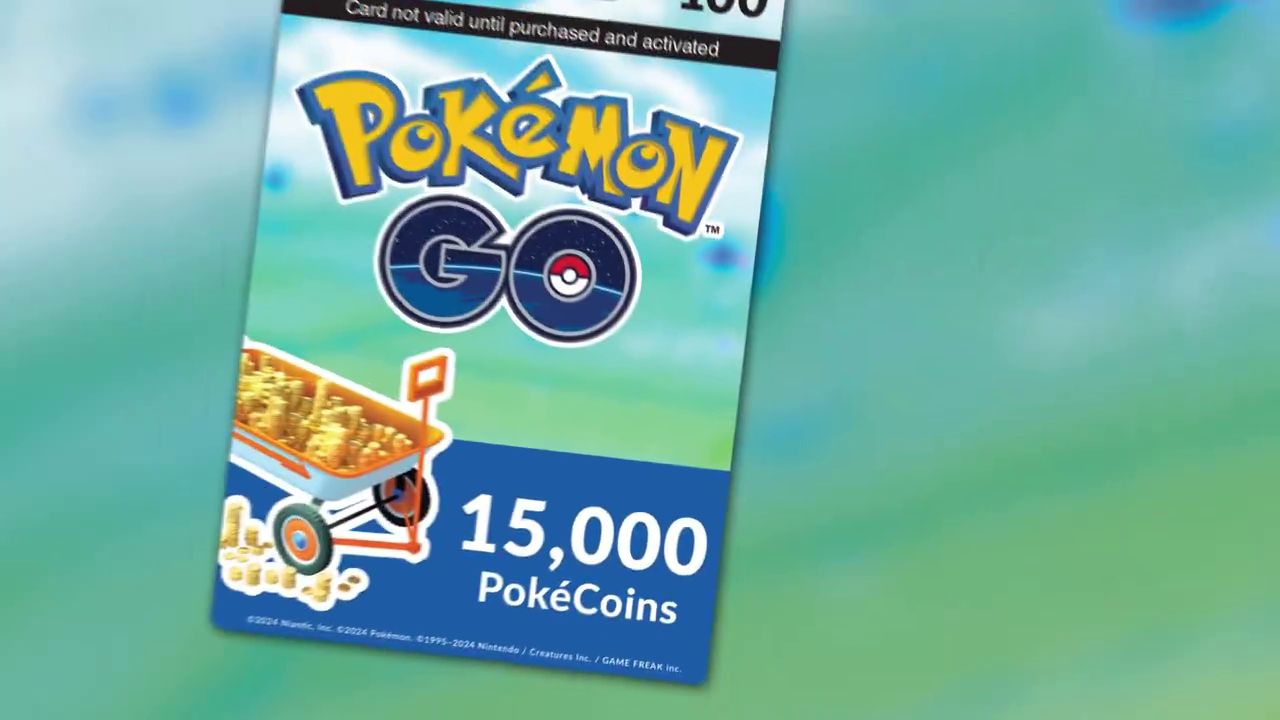 100
Card not valid until purchased and activated
POKÉMON
TM
GO
15,000
PokéCoins
©2024 Niantic, Inc. ©2024 Pokémon. ©1995–2024 Nintendo / Creatures Inc. / GAME FREAK inc.